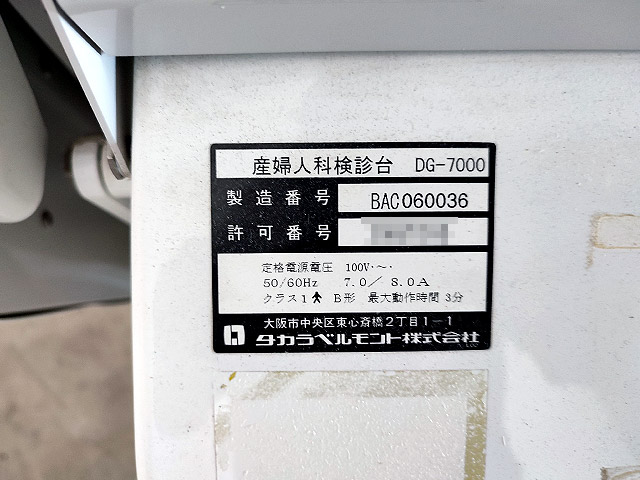 産婦人科検診台 DG-7000
製造番号 BAC060036
許可番号
定格電源電圧 100V·~·
50/60Hz 7.0/ 8.0A
クラス1 B形 最大動作時間 3分
大阪市中央区東心斎橋2丁目1-1
タカラベルモント株式会社